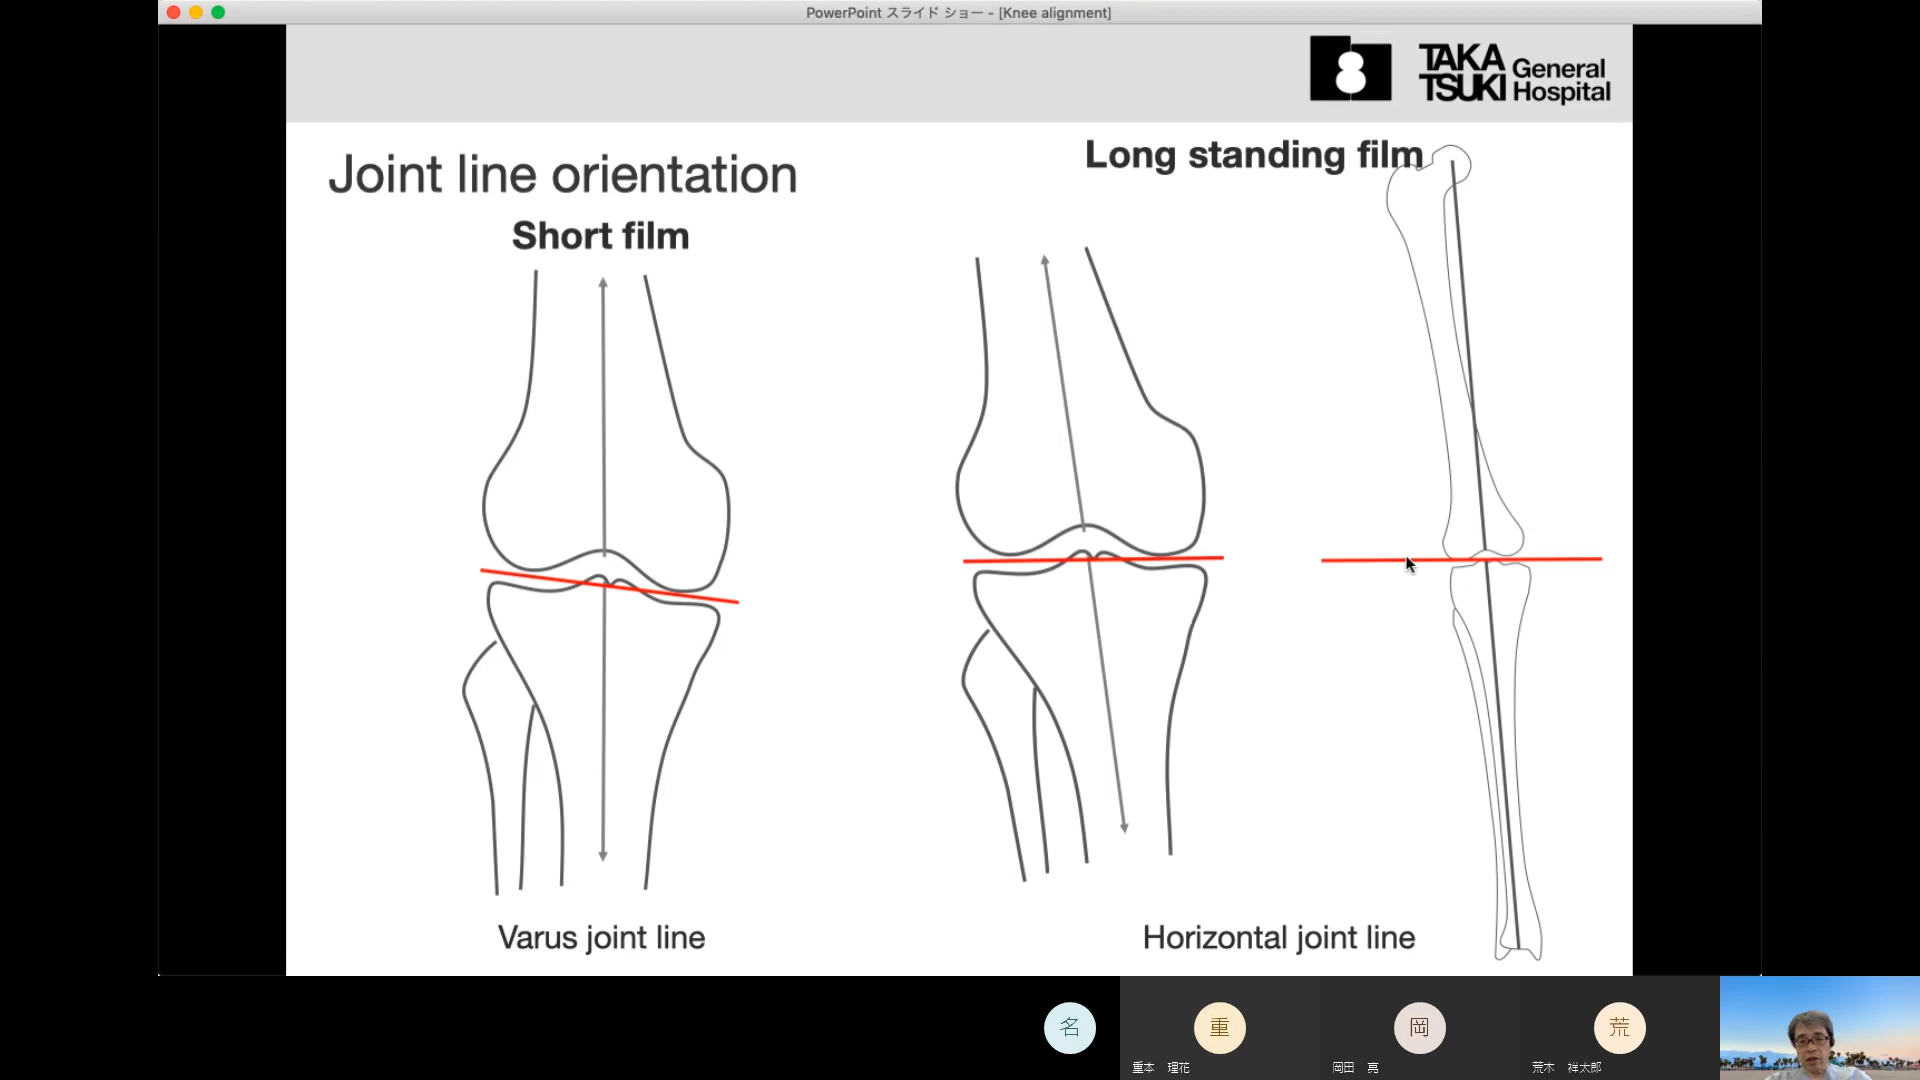 PowerPoint スライド ショー - [Knee alignment]
TAKA
TSUKI
General
Hospital
Joint line orientation
Long standing film
Short film
Varus joint line
Horizontal joint line
名
重
岡
荒
重本 理花
岡田 亮
荒木 祥太郎